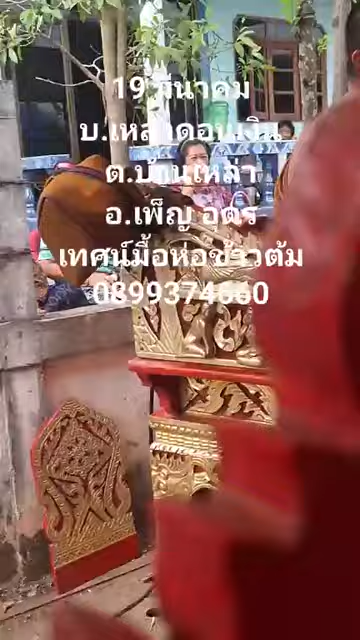 19 มีนาคม
บ.เหล่าดอนเงิน
ต.บ้านเหล่า
อ.เพ็ญ อุดร
เทศน์มื้อห่อข้าวต้ม
0899374660